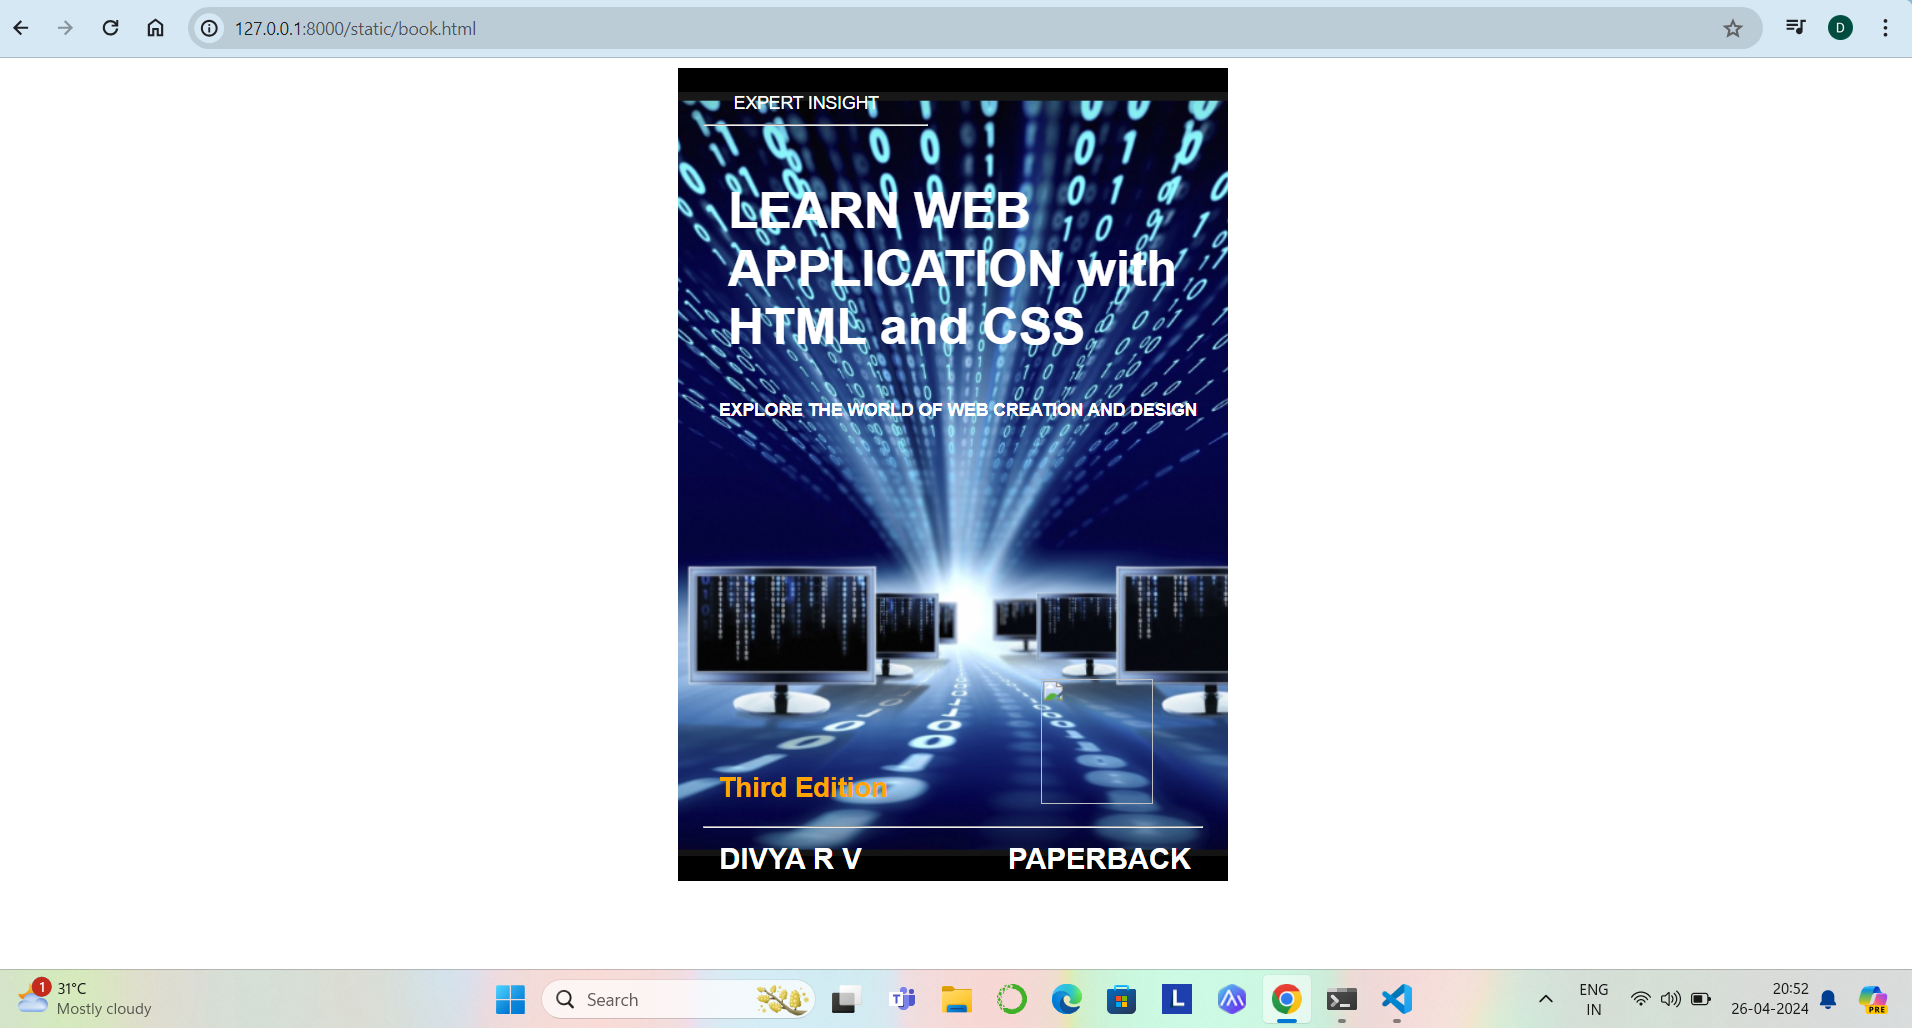 127.0.0.1:8000/static/book.html
D
EXPERT INSIGHT
LEARN WEB
APPLICATION with
HTML and CSS
EXPLORE THE WORLD OF WEB CREATION AND DESIGN
Third Edition
DIVYA R V
PAPERBACK
1
31°C
Mostly cloudy
Search
L
ENG
IN
20:52
26-04-2024
PRE